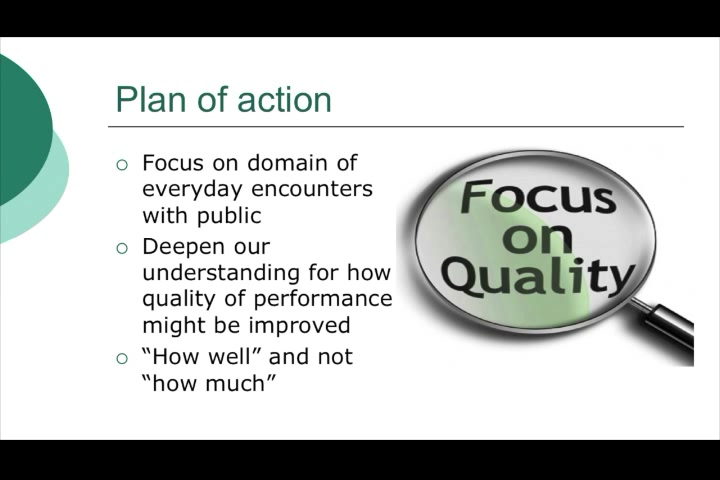 Plan of action
Focus on domain of
everyday encounters
with public
Deepen our
understanding for how
quality of performance
might be improved
“How well” and not
“how much”
Focus
on
Quality